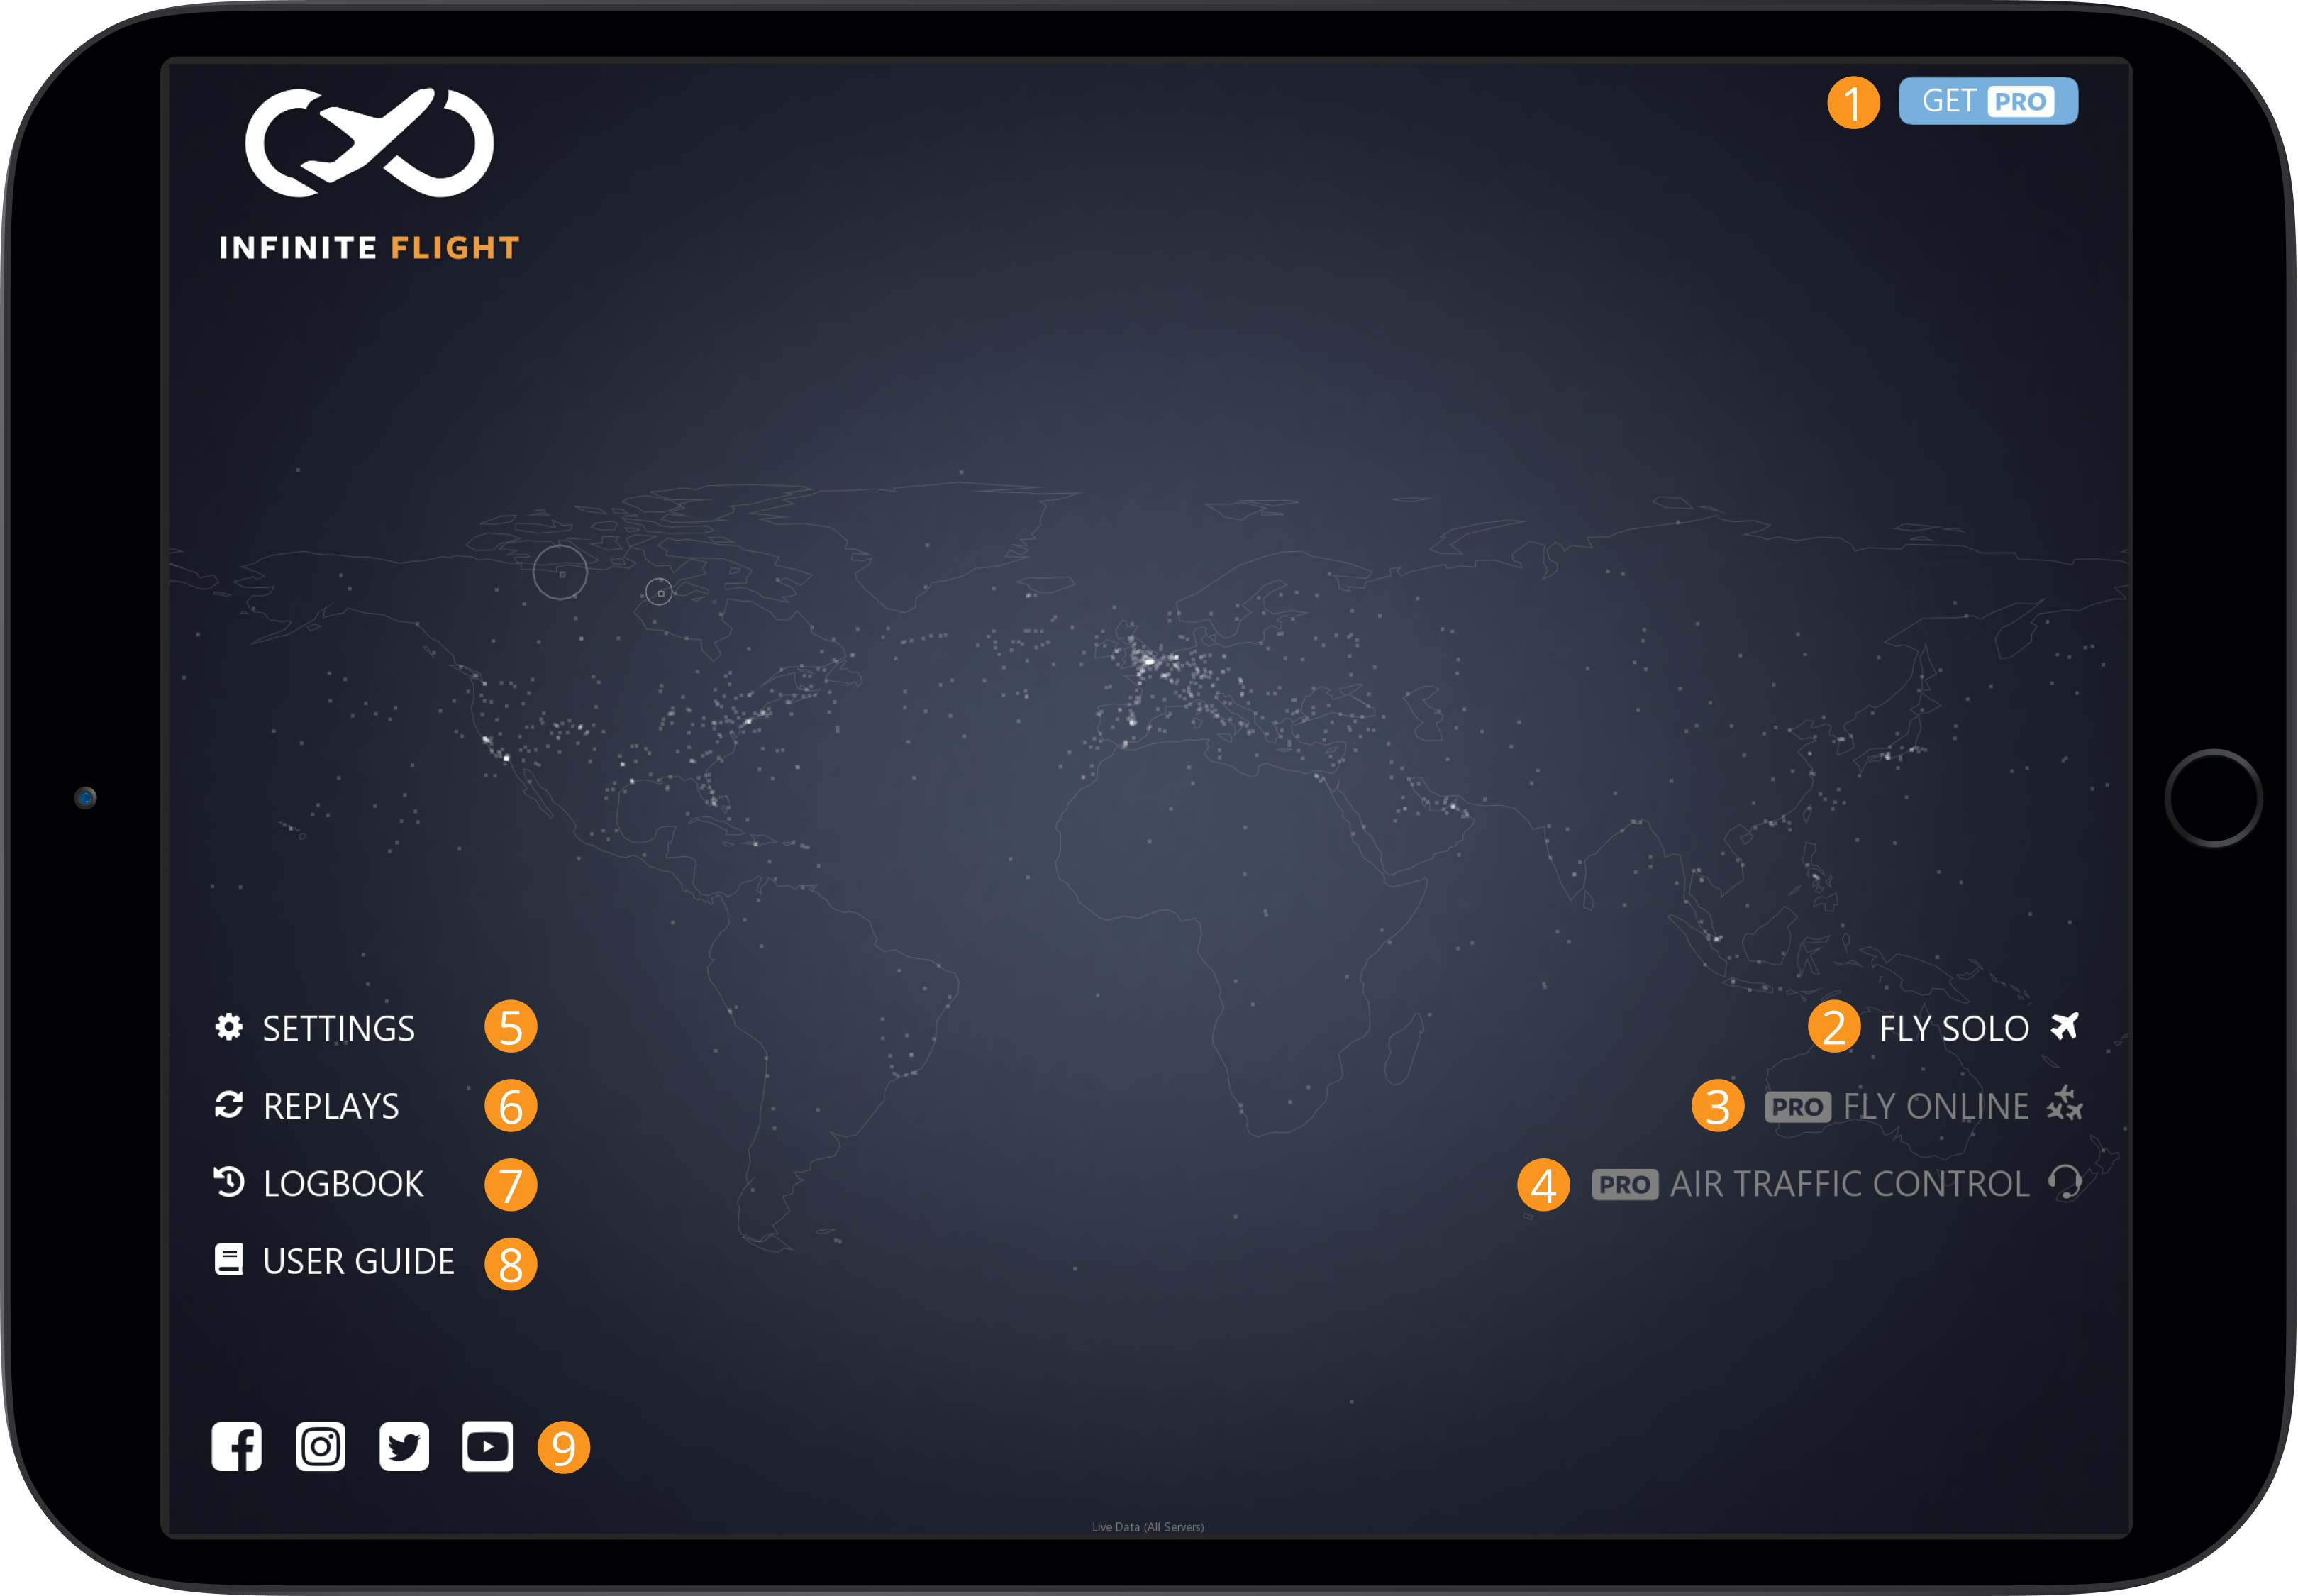 1 GET PRO
INFINITE FLIGHT
SETTINGS 5
REPLAYS 6
LOGBOOK 7
USER GUIDE 8
2 FLY SOLO
3 PRO FLY ONLINE
4 PRO AIR TRAFFIC CONTROL
9
Live Data (All Servers)